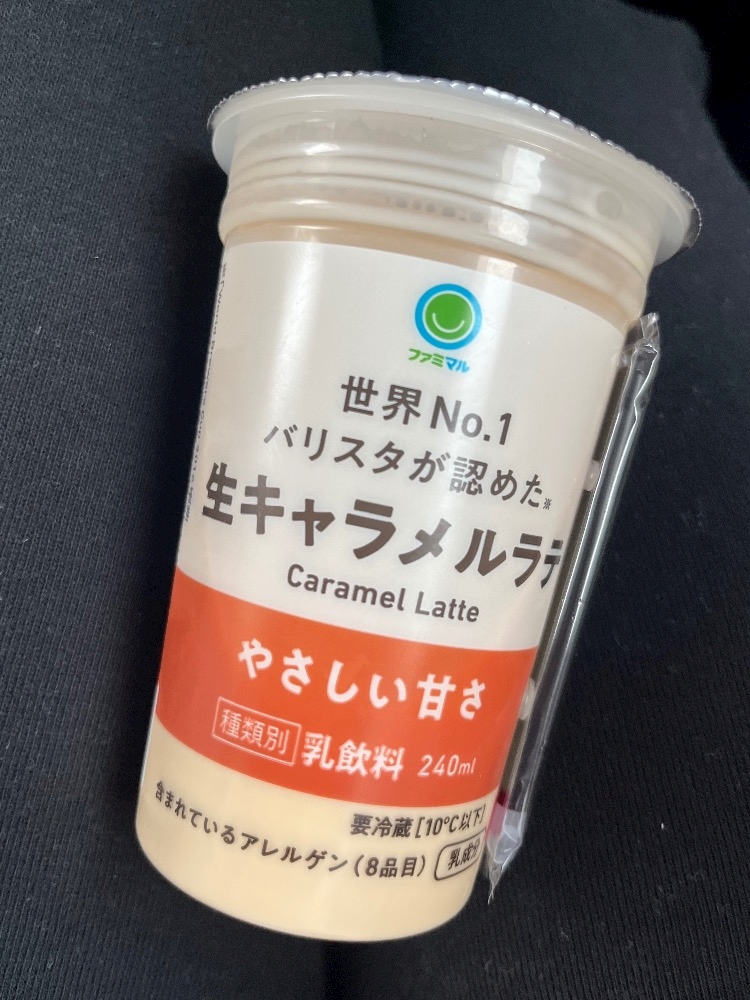 ファミマル
世界 No.1
バリスタが認めた※
生キャラメルラテ
Caramel Latte
やさしい甘さ
種類別 乳飲料 240ml
要冷蔵 [10℃以下]
含まれているアレルゲン (8品目) 乳成分